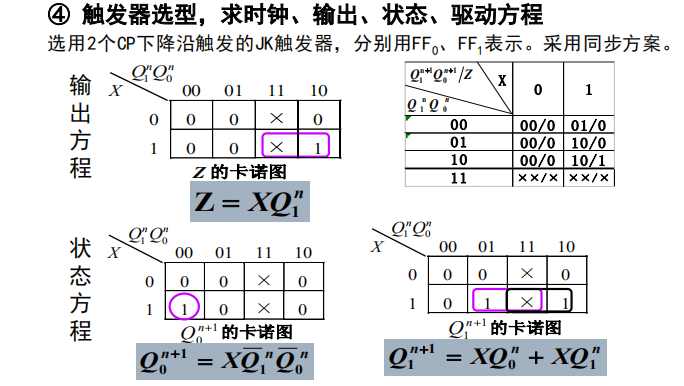 ④ 触发器选型，求时钟、输出、状态、驱动方程
选用2个CP下降沿触发的JK触发器，分别用FF₀、FF₁表示。采用同步方案。
输出方程
X Q₁ⁿQ₀ⁿ 00 01 11 10
0 0 0 × 0
1 0 0 × 1
Z 的卡诺图
Z = XQ₁ⁿ
Q₁ⁿ⁺¹Q₀ⁿ⁺¹/Z X 0 1
Q₁ⁿQ₀ⁿ
00 00/0 01/0
01 00/0 10/0
10 00/0 10/1
11 ××/× ××/×
状态方程
X Q₁ⁿQ₀ⁿ 00 01 11 10
0 0 0 × 0
1 1 0 × 0
Q₀ⁿ⁺¹ 的卡诺图
Q₀ⁿ⁺¹ = XQ̅₁ⁿQ̅₀ⁿ
X Q₁ⁿQ₀ⁿ 00 01 11 10
0 0 0 × 0
1 0 1 × 1
Q₁ⁿ⁺¹ 的卡诺图
Q₁ⁿ⁺¹ = XQ₀ⁿ + XQ₁ⁿ